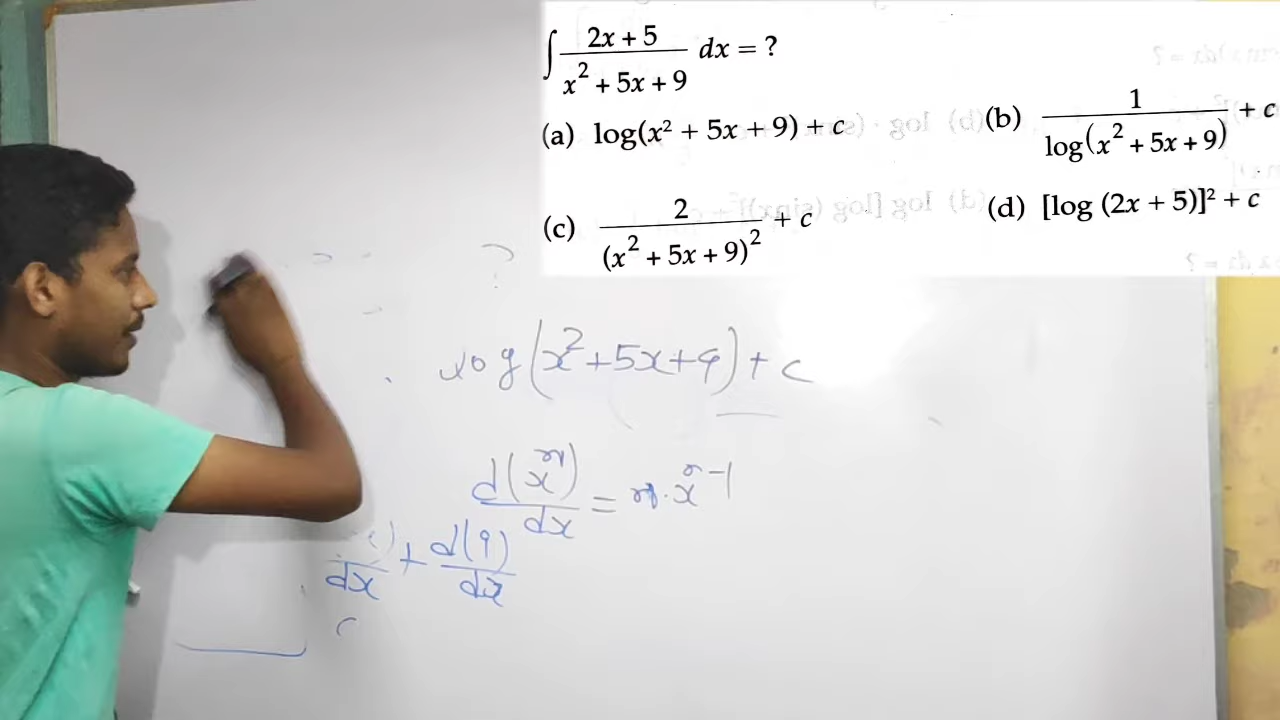 ∫ (2x + 5)/(x² + 5x + 9) dx = ?
(a) log(x² + 5x + 9) + c
(b) 1/log(x² + 5x + 9) + c
(c) 2/(x² + 5x + 9)² + c
(d) [log (2x + 5)]² + c
?
log(x²+5x+9)+c
d(xⁿ)/dx = n·xⁿ⁻¹
dx + d(9)/dx